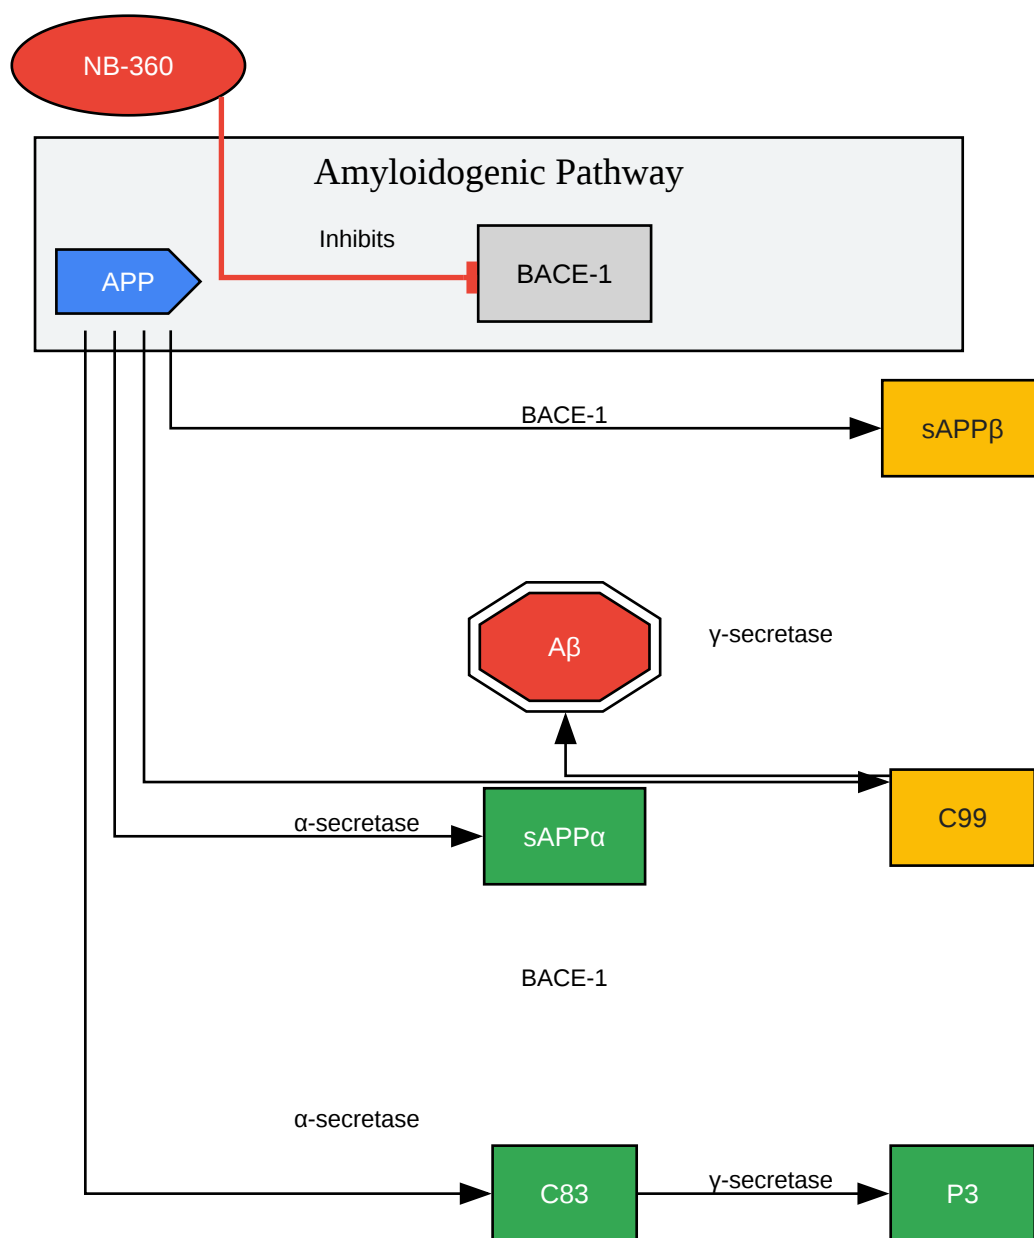 NB-360
Amyloidogenic Pathway
Inhibits
BACE-1
APP
BACE-1
sAPPβ
Aβ
γ-secretase
α-secretase
sAPPα
C99
BACE-1
α-secretase
C83
γ-secretase
P3